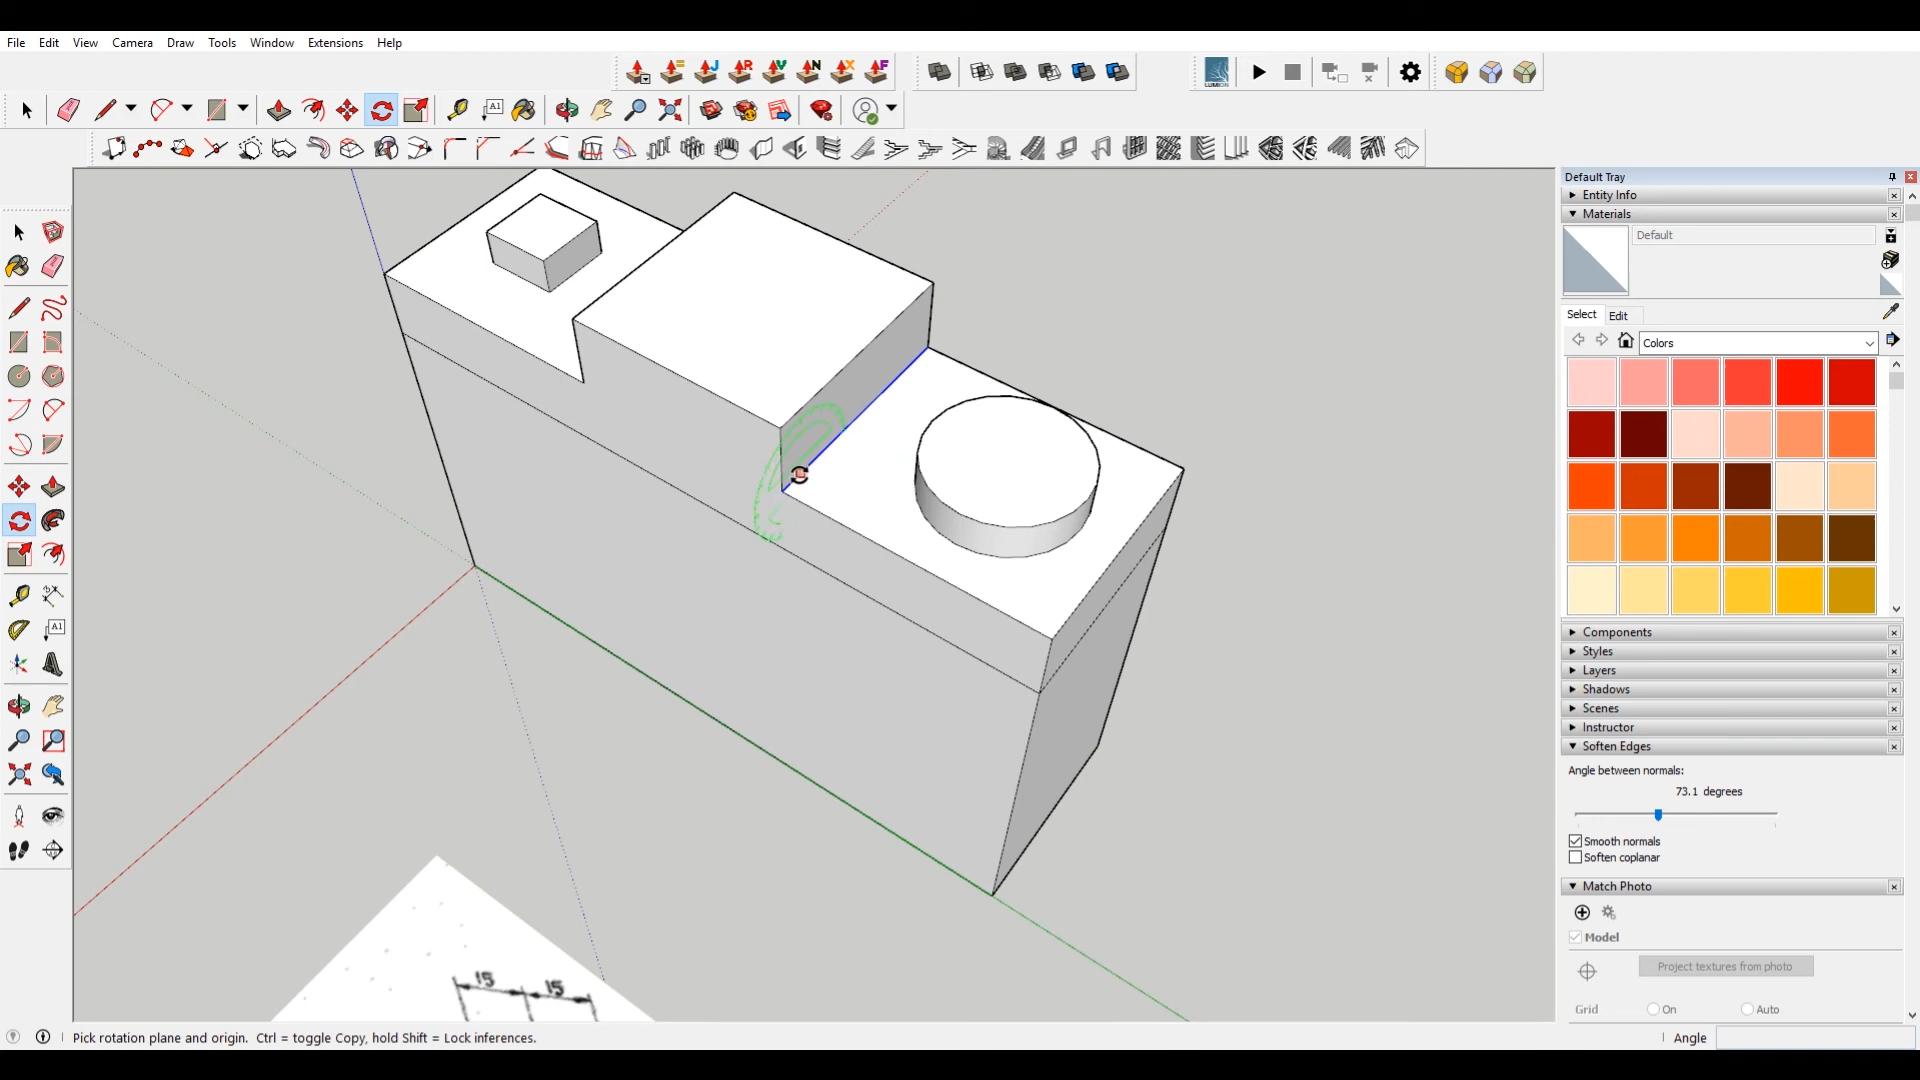 File Edit View Camera Draw Tools Window Extensions Help
J R V N X F
LUMION
A1
Default Tray
Entity Info
Materials
Default
Select Edit
Colors
A1
Components
Styles
Layers
Shadows
Scenes
Instructor
Soften Edges
Angle between normals:
73.1 degrees
Smooth normals
Soften coplanar
Match Photo
Model
Project textures from photo
Grid On Auto
15 15
Pick rotation plane and origin. Ctrl = toggle Copy, hold Shift = Lock inferences.
Angle